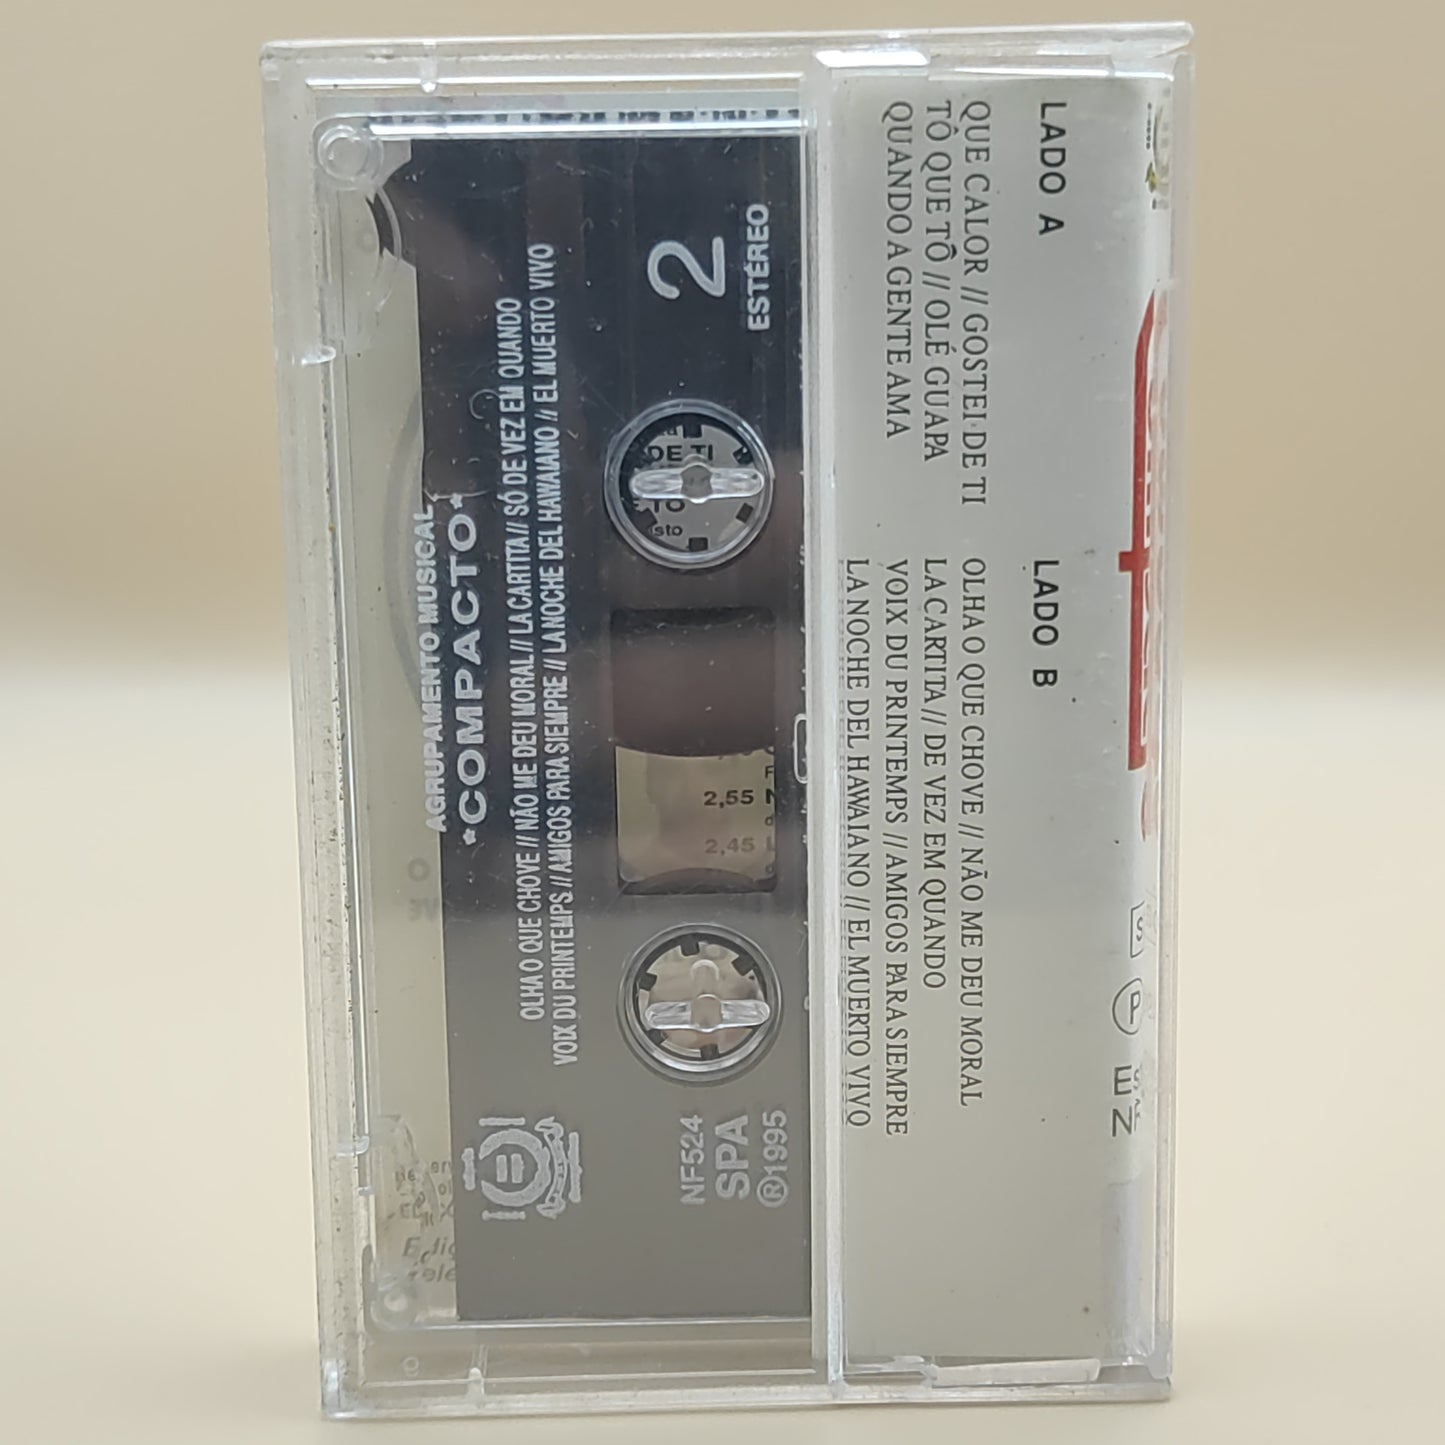 LADO A
QUE CALOR // GOSTEI DE TI
TÔ QUE TÔ // OLÉ GUAPA
QUANDO A GENTE AMA
LADO B
OLHA O QUE CHOVE // NÃO ME DEU MORAL
LA CARTITA // DE VEZ EM QUANDO
VOIX DU PRINTEMPS // AMIGOS PARA SIEMPRE
LA NOCHE DEL HAWAIANO // EL MUERTO VIVO
AGRUPAMENTO MUSICAL
*COMPACTO*
OLHA O QUE CHOVE // NÃO ME DEU MORAL // LA CARTITA // SÓ DE VEZ EM QUANDO
VOIX DU PRINTEMPS // AMIGOS PARA SIEMPRE // LA NOCHE DEL HAWAIANO // EL MUERTO VIVO
2
ESTÉREO
NF524
SPA
Ⓟ1995
DE TI
2,55
2,45
S P EN